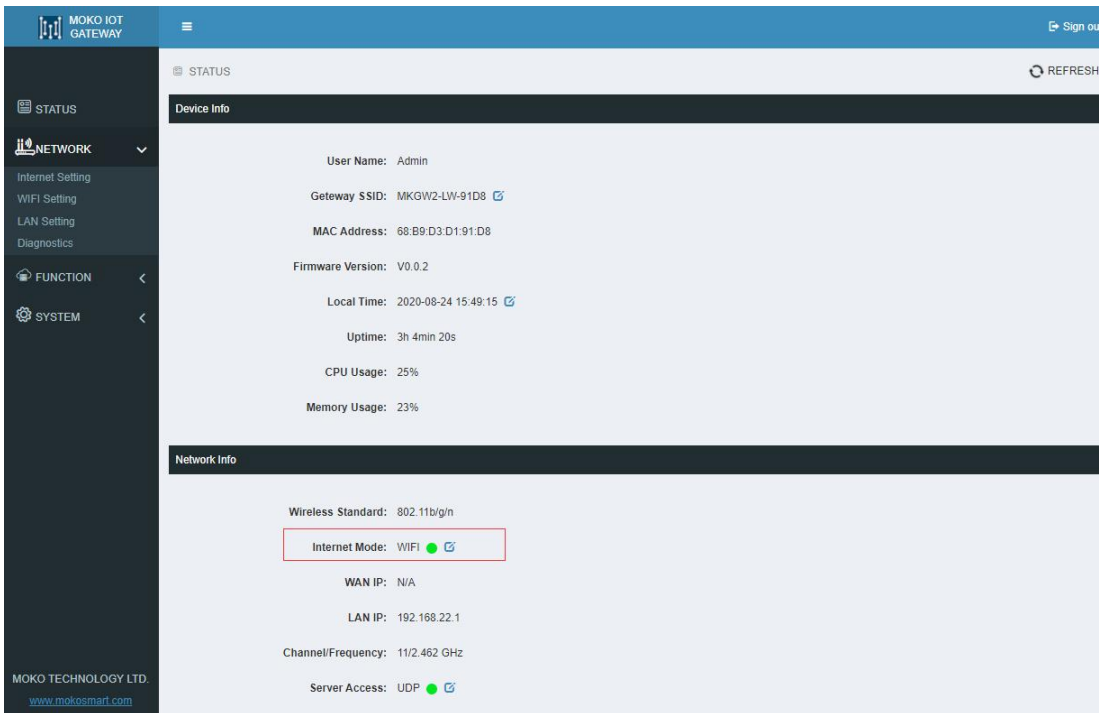 MOKO IOT
GATEWAY
STATUS
NETWORK
Internet Setting
WIFI Setting
LAN Setting
Diagnostics
FUNCTION
SYSTEM
MOKO TECHNOLOGY LTD.
www.mokosmart.com
Sign ou
STATUS
REFRESH
Device Info
User Name: Admin
Geteway SSID: MKGW2-LW-91D8
MAC Address: 68:B9:D3:D1:91:D8
Firmware Version: V0.0.2
Local Time: 2020-08-24 15:49:15
Uptime: 3h 4min 20s
CPU Usage: 25%
Memory Usage: 23%
Network Info
Wireless Standard: 802.11b/g/n
Internet Mode: WIFI
WAN IP: N/A
LAN IP: 192.168.22.1
Channel/Frequency: 11/2.462 GHz
Server Access: UDP